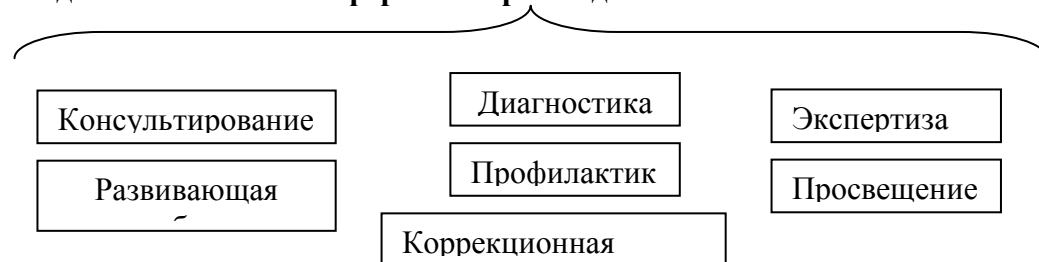 Консультирование
Диагностика
Экспертиза
Развивающая
Профилактик
Просвещение
Коррекционная